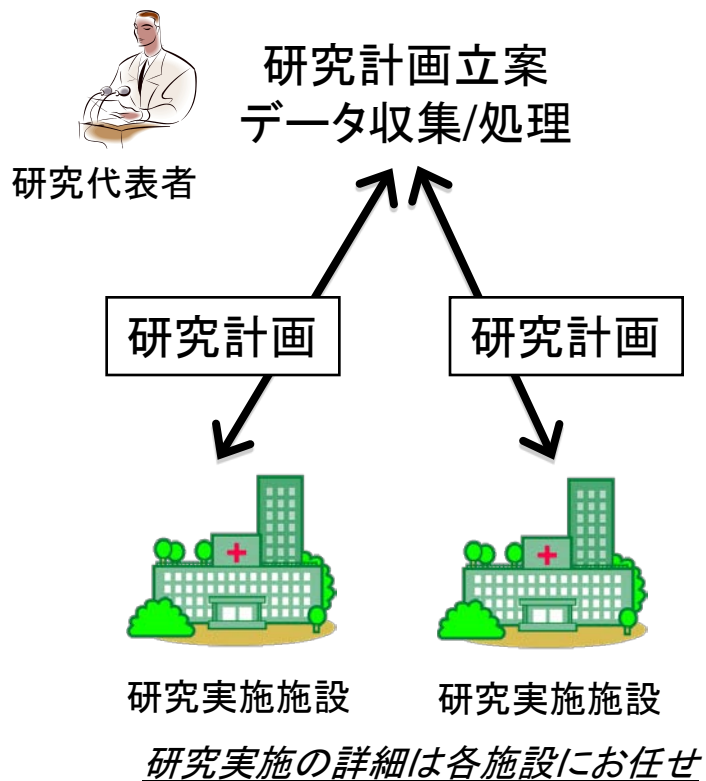 研究計画立案
データ収集/処理
研究代表者
研究計画
研究計画
研究実施施設
研究実施施設
研究実施の詳細は各施設にお任せ